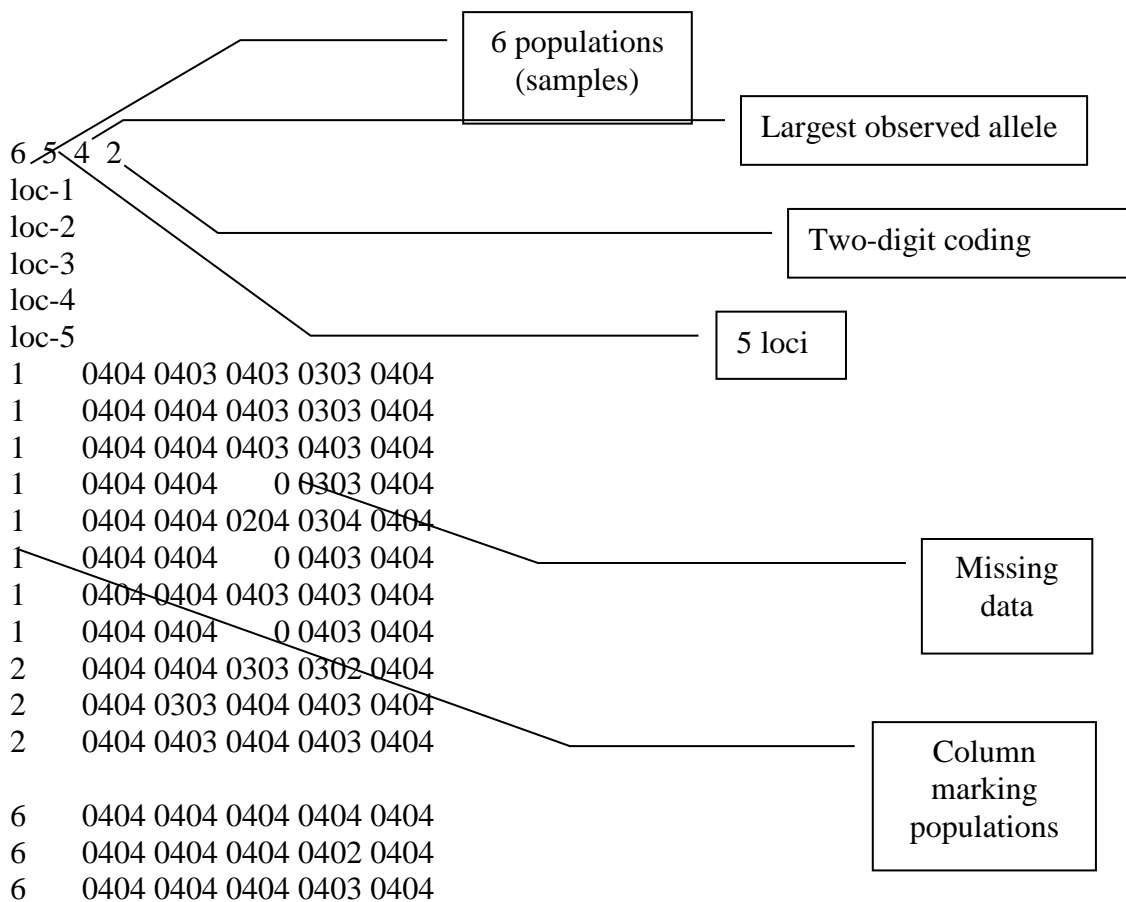 6 populations
(samples)
Largest observed allele
6 5 4 2
loc-1
loc-2
Two-digit coding
loc-3
loc-4
loc-5
5 loci
1 0404 0403 0403 0303 0404
1 0404 0404 0403 0303 0404
1 0404 0404 0403 0403 0404
1 0404 0404 0 0303 0404
1 0404 0404 0204 0304 0404
1 0404 0404 0 0403 0404
Missing
data
1 0404 0404 0403 0403 0404
1 0404 0404 0 0403 0404
2 0404 0404 0303 0302 0404
2 0404 0303 0404 0403 0404
2 0404 0403 0404 0403 0404
Column
marking
populations
6 0404 0404 0404 0404 0404
6 0404 0404 0404 0402 0404
6 0404 0404 0404 0403 0404